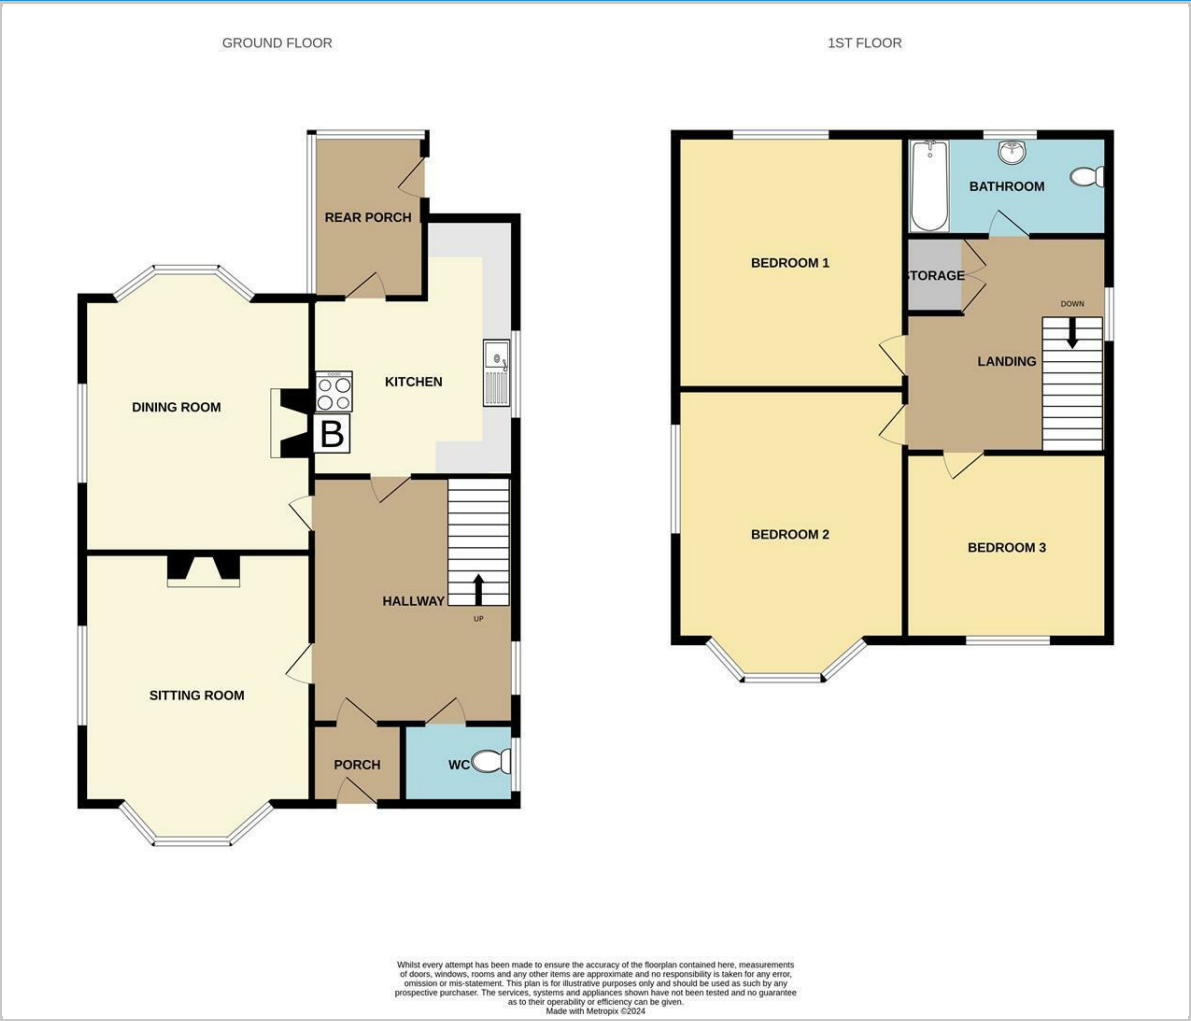 GROUND FLOOR
1ST FLOOR
REAR PORCH
KITCHEN
B
DINING ROOM
HALLWAY
UP
SITTING ROOM
PORCH
WC
BATHROOM
BEDROOM 1
STORAGE
DOWN
LANDING
BEDROOM 2
BEDROOM 3
Whilst every attempt has been made to ensure the accuracy of the floorplan contained here, measurements
of doors, windows, rooms and any other items are approximate and no responsibility is taken for any error,
omission or mis-statement. This plan is for illustrative purposes only and should be used as such by any
prospective purchaser. The services, systems and appliances shown have not been tested and no guarantee
as to their operability or efficiency can be given.
Made with Metropix ©2024